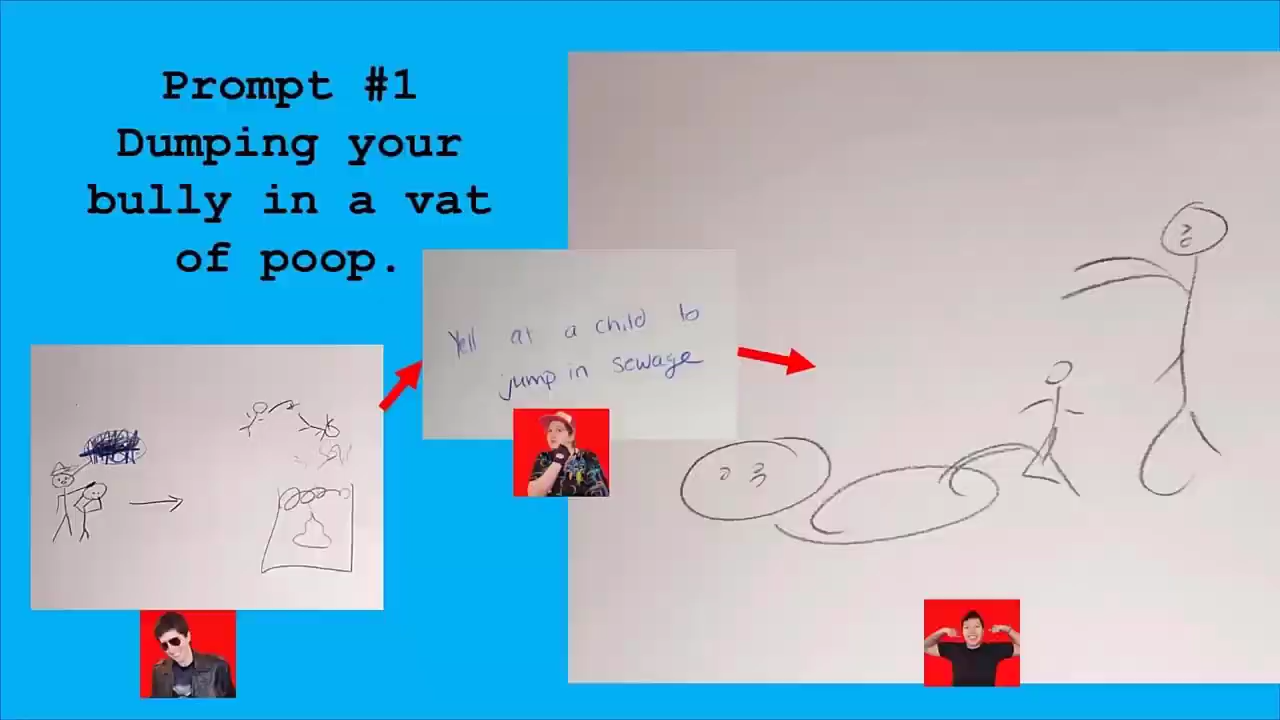 Prompt #1
Dumping your
bully in a vat
of poop.
Yell at a child to
jump in sewage